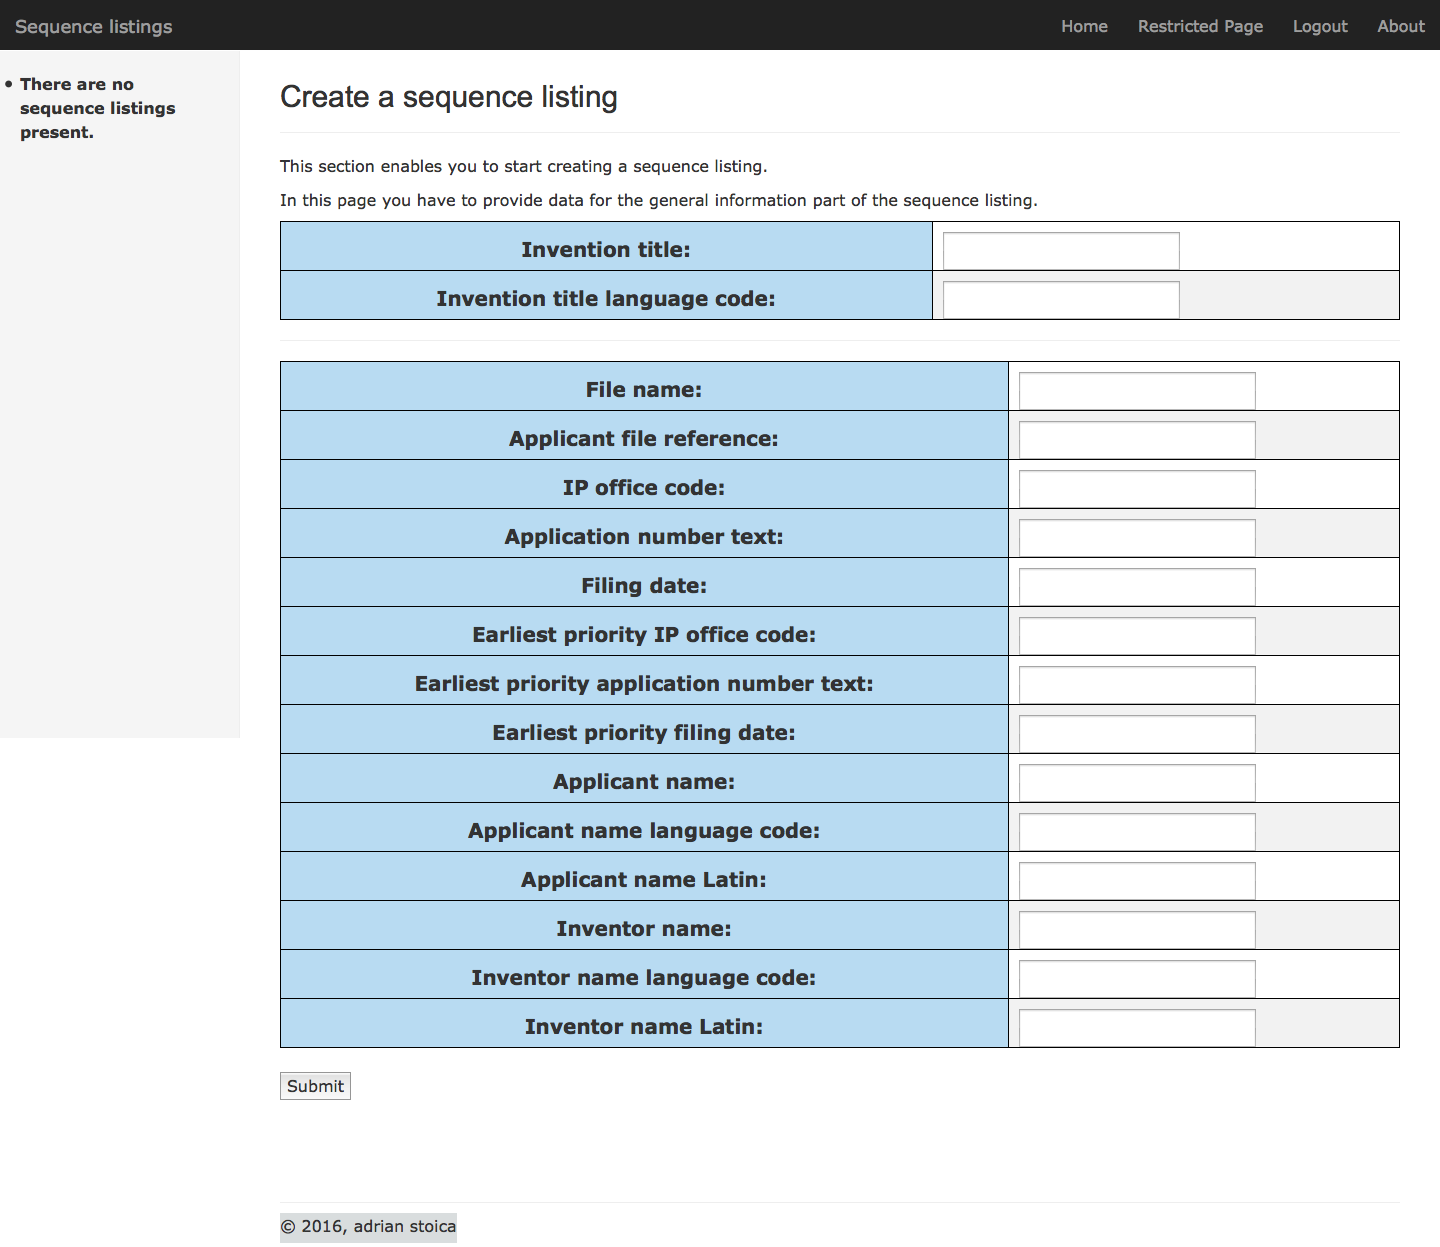 Sequence listings
Home Restricted Page Logout About
There are no
sequence listings
present.
Create a sequence listing
This section enables you to start creating a sequence listing.
In this page you have to provide data for the general information part of the sequence listing.
Invention title:
Invention title language code:
File name:
Applicant file reference:
IP office code:
Application number text:
Filing date:
Earliest priority IP office code:
Earliest priority application number text:
Earliest priority filing date:
Applicant name:
Applicant name language code:
Applicant name Latin:
Inventor name:
Inventor name language code:
Inventor name Latin:
Submit
© 2016, adrian stoica